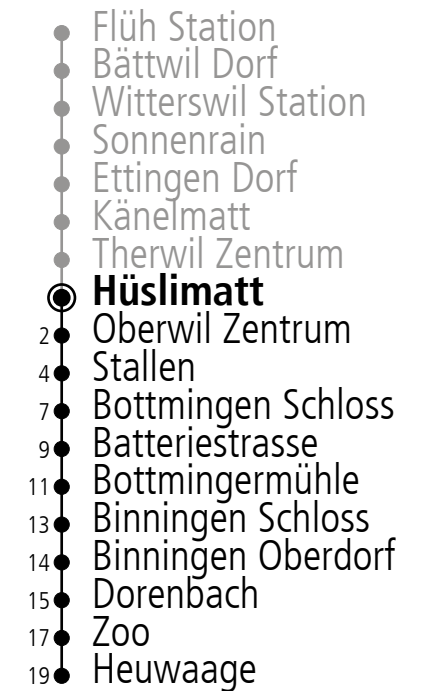 Flüh Station
Bättwil Dorf
Witterswil Station
Sonnenrain
Ettingen Dorf
Känelmatt
Therwil Zentrum
Hüslimatt
2 Oberwil Zentrum
4 Stallen
7 Bottmingen Schloss
9 Batteriestrasse
11 Bottmingermühle
13 Binningen Schloss
14 Binningen Oberdorf
15 Dorenbach
17 Zoo
19 Heuwaage